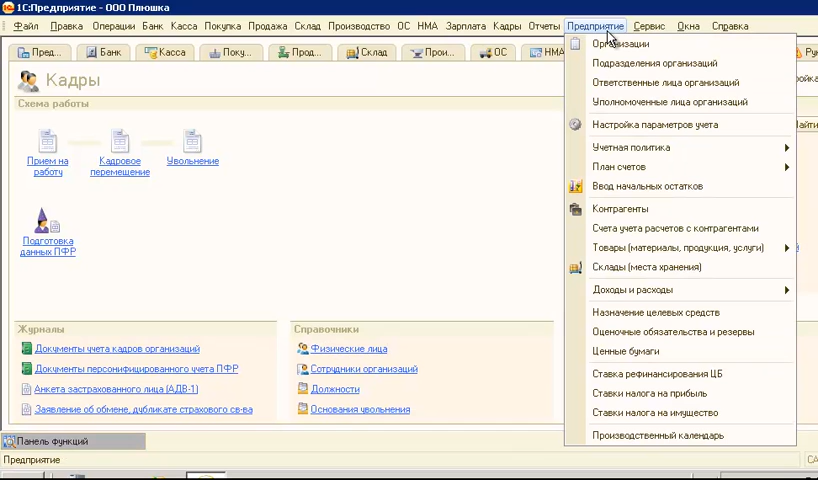 1С:Предприятие - ООО Плюшка
Файл Правка Операции Банк Касса Покупка Продажа Склад Производство ОС НМА Зарплата Кадры Отчеты Предприятие Сервис Окна Справка
Пред... Банк Касса Поку... Прод... Склад Прои... ОС НМА
Кадры
Схема работы
Прием на работу
Кадровое перемещение
Увольнение
Подготовка данных ПФР
Журналы
Документы учета кадров организаций
Документы персонифицированного учета ПФР
Анкета застрахованного лица (АДВ-1)
Заявление об обмене, дубликате страхового св-ва
Справочники
Физические лица
Сотрудники организаций
Должности
Основания увольнения
Организации
Подразделения организаций
Ответственные лица организаций
Уполномоченные лица организаций
Настройка параметров учета
Учетная политика
План счетов
Ввод начальных остатков
Контрагенты
Счета учета расчетов с контрагентами
Товары (материалы, продукция, услуги)
Склады (места хранения)
Доходы и расходы
Назначение целевых средств
Оценочные обязательства и резервы
Ценные бумаги
Ставка рефинансирования ЦБ
Ставки налога на прибыль
Ставки налога на имущество
Производственный календарь
Панель функций
Предприятие